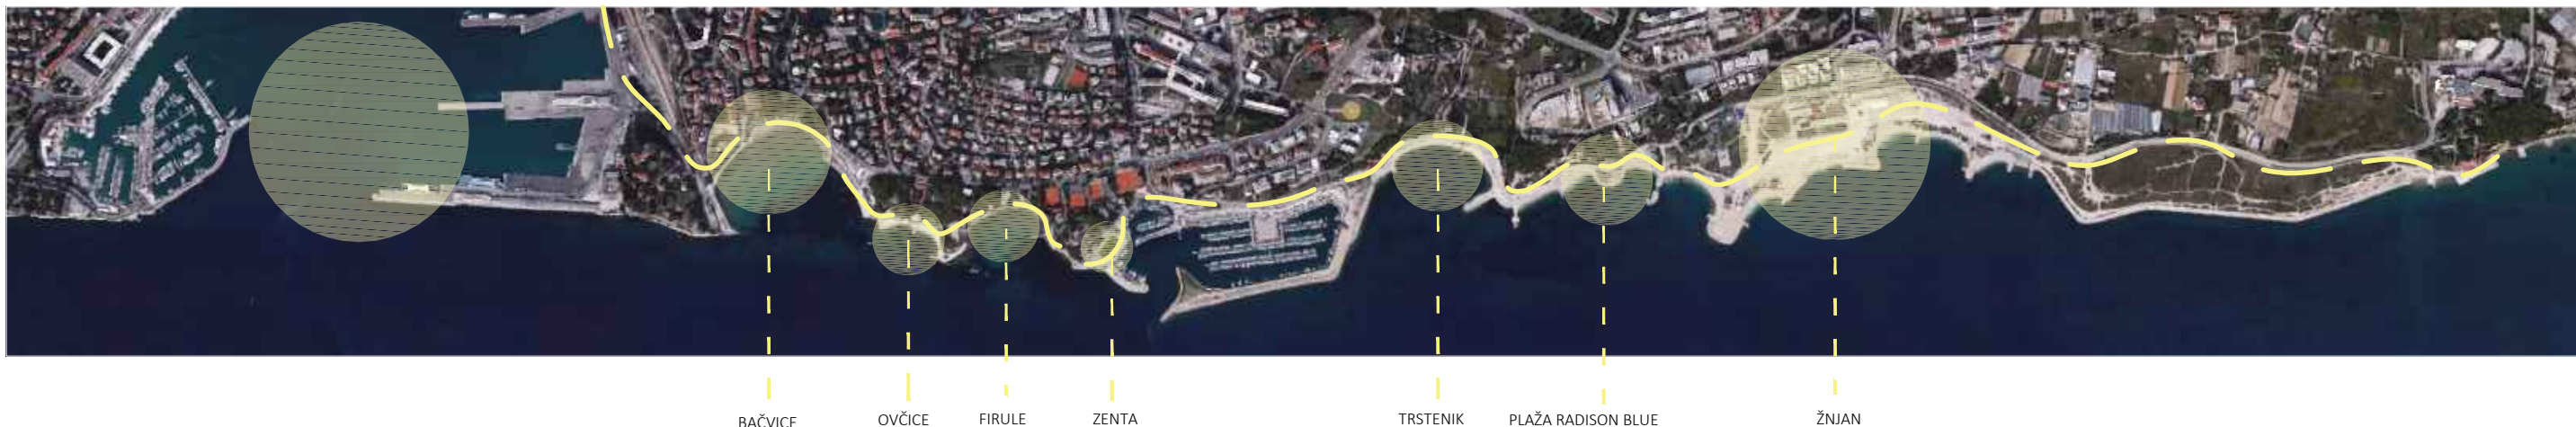 BAČVICE
OVČICE
FIRULE
ZENTA
TRSTENIK
PLAŽA RADISON BLUE
ŽNJAN